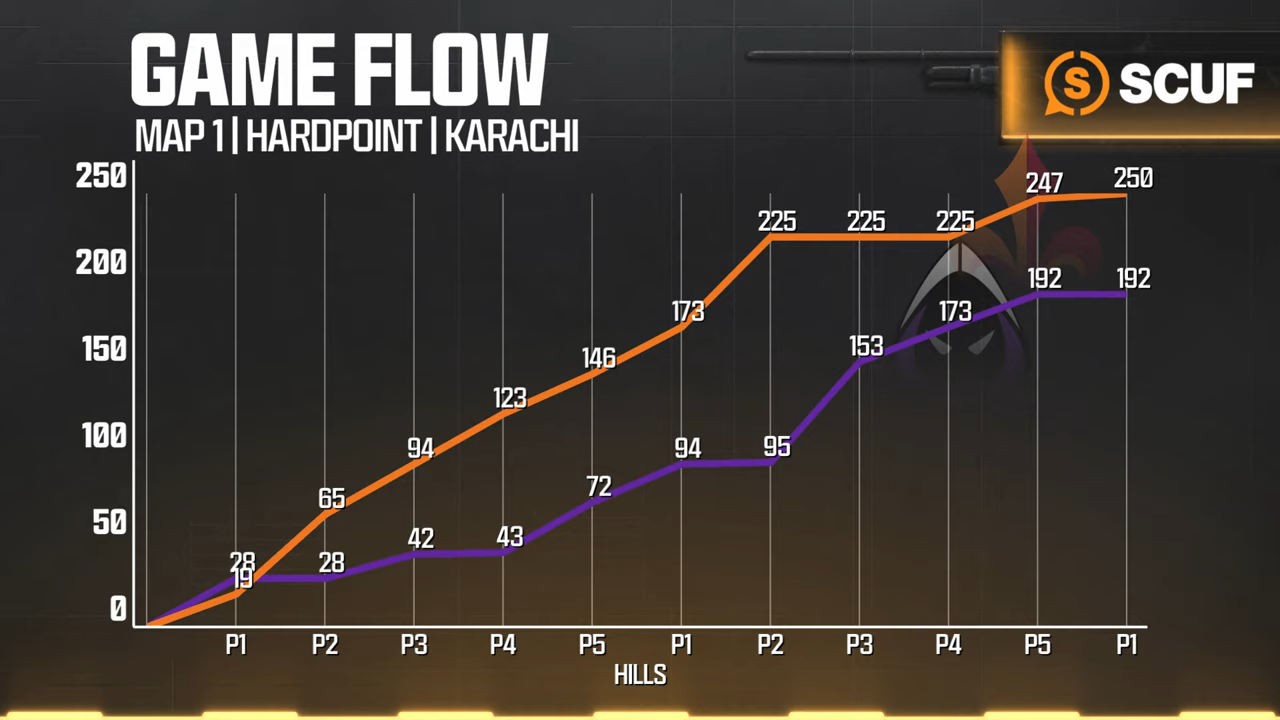 GAME FLOW
MAP 1 | HARDPOINT | KARACHI
S SCUF
250
200
150
100
50
0
19 65 94 123 146 173 225 225 225 247 250
28 28 42 43 72 94 95 153 173 192 192
P1 P2 P3 P4 P5 P1 P2 P3 P4 P5 P1
HILLS